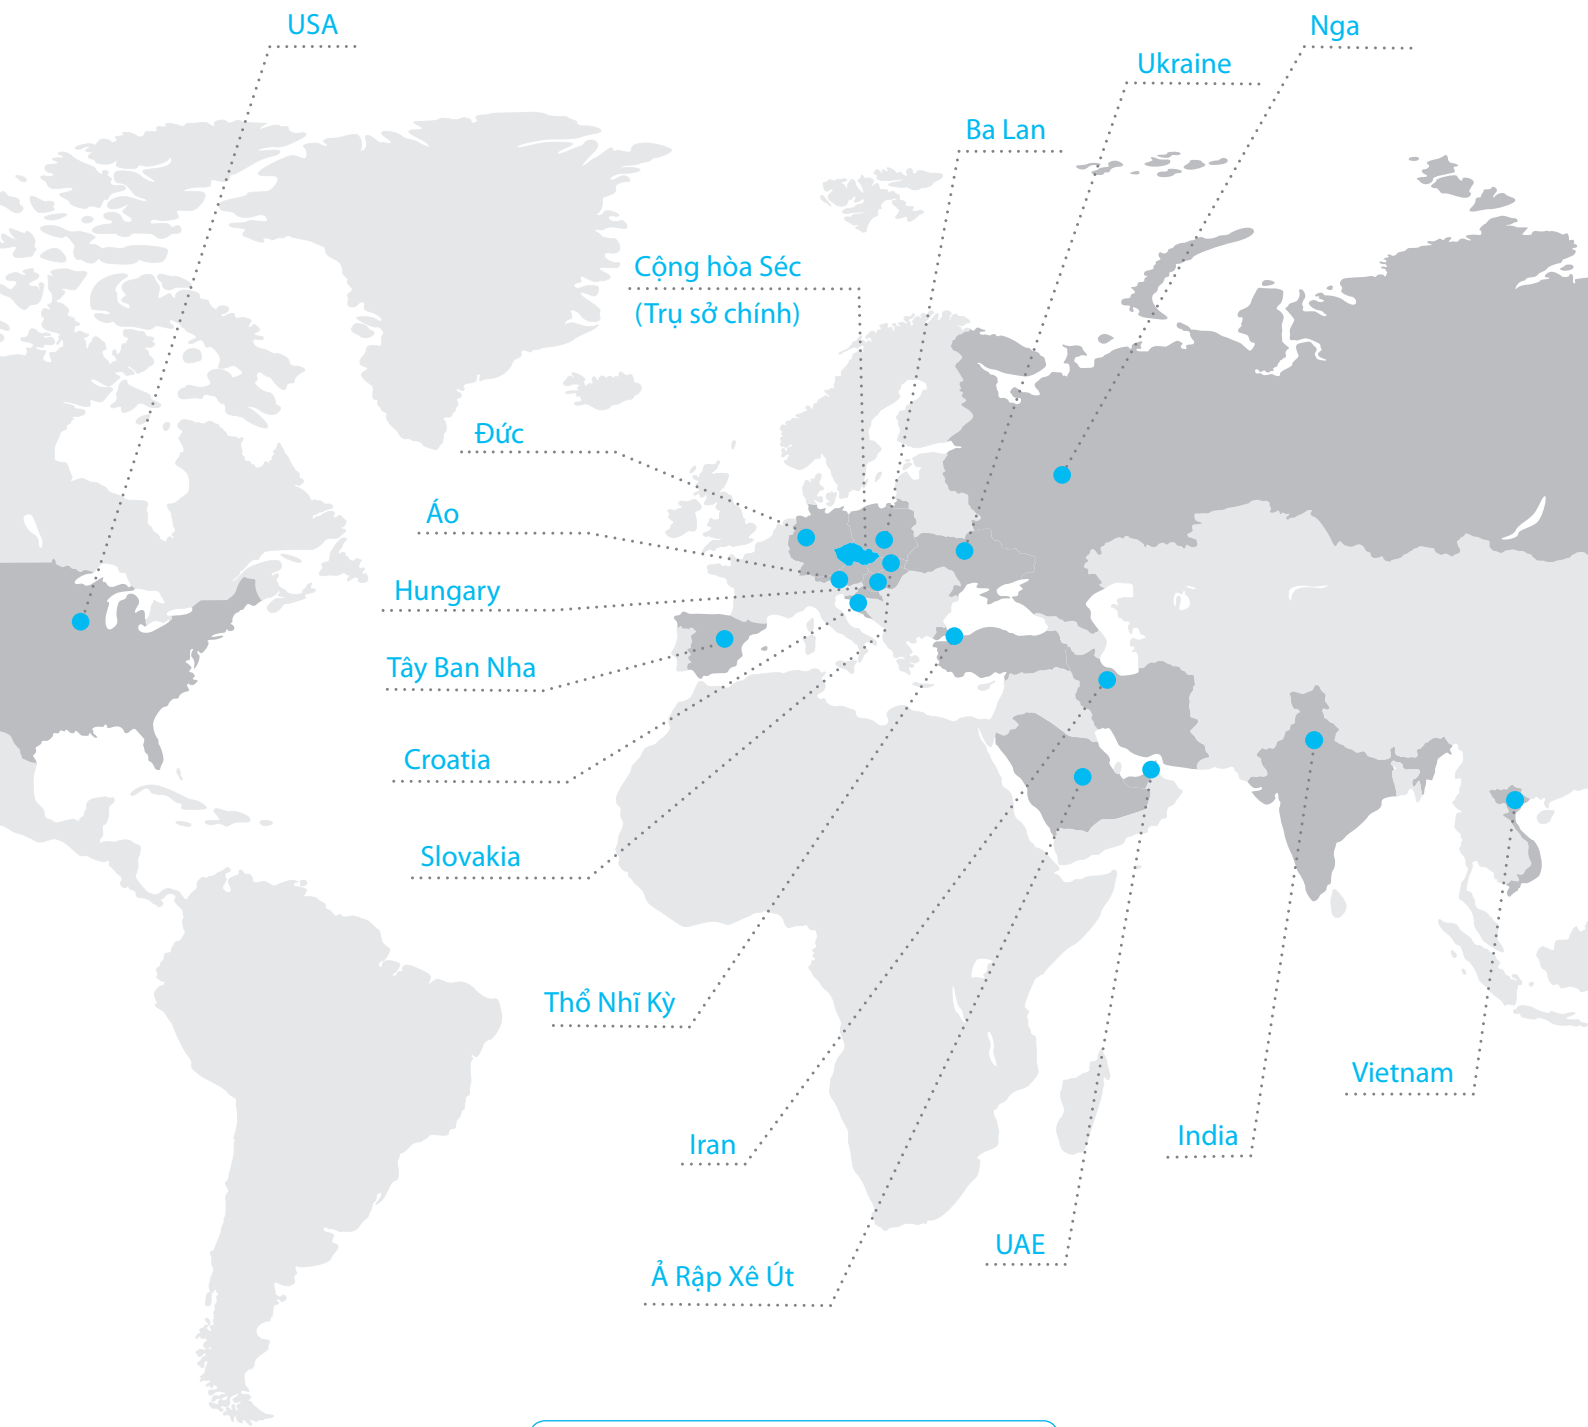 USA
Nga
Ukraine
Ba Lan
Cộng hòa Séc
(Trụ sở chính)
Đức
Áo
Hungary
Tây Ban Nha
Croatia
Slovakia
Thổ Nhĩ Kỳ
Vietnam
India
Iran
UAE
Ả Rập Xê Út